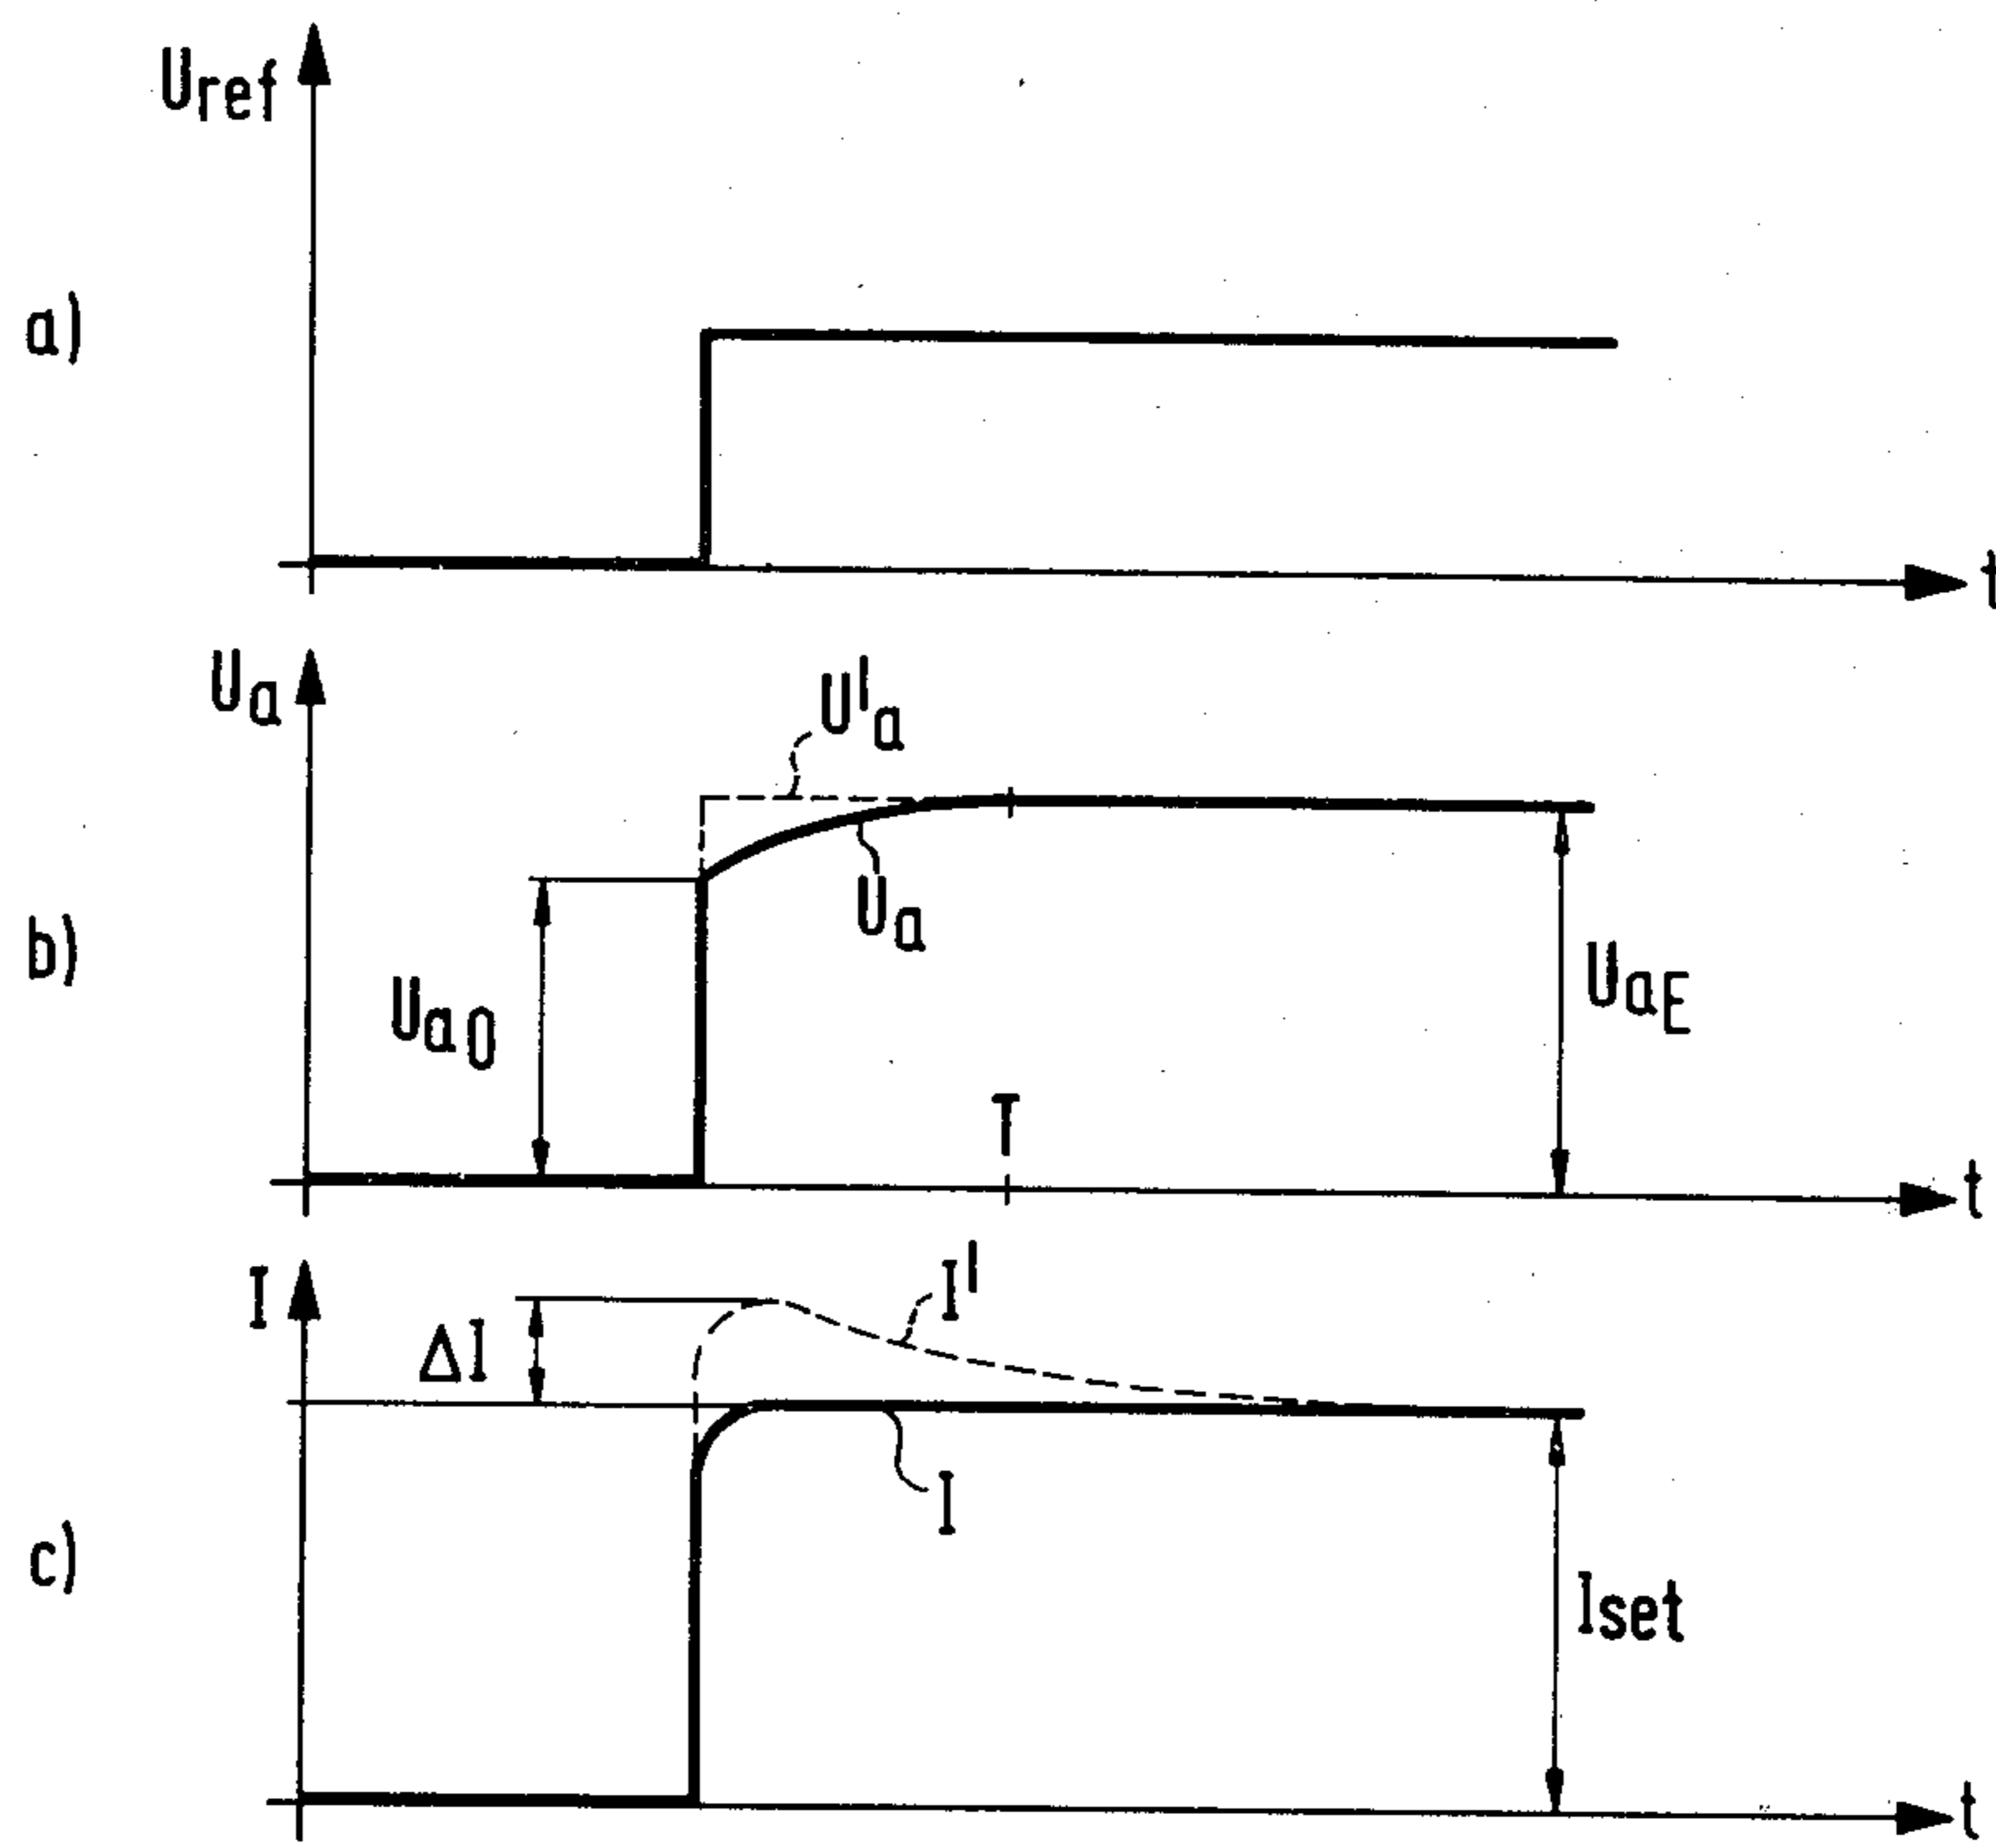 Uref
a)
t
Ua
U'a
Ua
b)
Ua0
UaE
T
t
I
I'
ΔI
I
c)
Iset
t